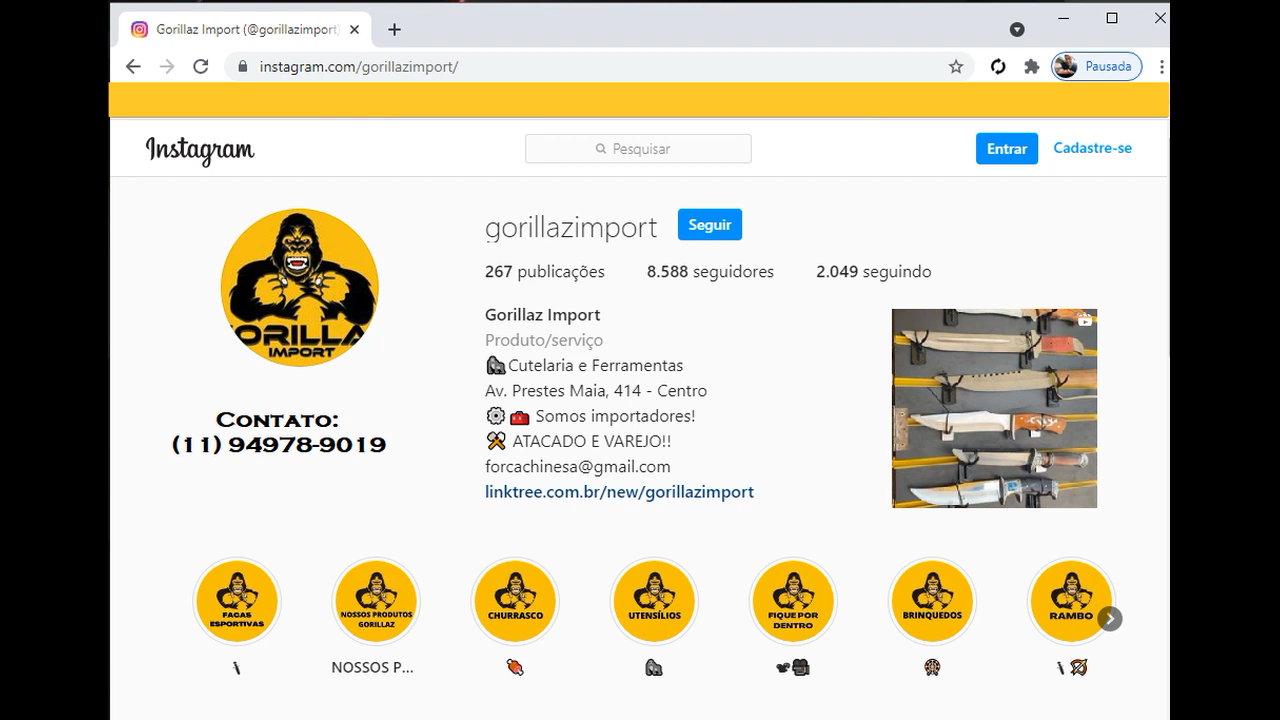 Gorillaz Import (@gorillazimport)
instagram.com/gorillazimport/
Pausada
Instagram
Pesquisar
Entrar
Cadastre-se
gorillazimport
Seguir
267 publicações
8.588 seguidores
2.049 seguindo
GORILLA
IMPORT
CONTATO:
(11) 94978-9019
Gorillaz Import
Produto/serviço
🦍Cutelaria e Ferramentas
Av. Prestes Maia, 414 - Centro
⚙️🧰 Somos importadores!
⚒️ ATACADO E VAREJO!!
forcachinesa@gmail.com
linktree.com.br/new/gorillazimport
FACAS
ESPORTIVAS
NOSSOS PRODUTOS
GORILLAZ
CHURRASCO
UTENSÍLIOS
FIQUE POR
DENTRO
BRINQUEDOS
RAMBO
NOSSOS P...